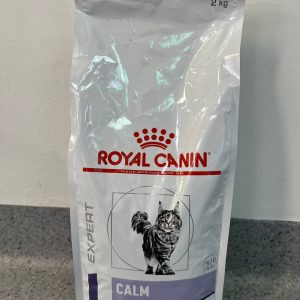 2 kg
ROYAL CANIN
EXPERT
CALM
S/O